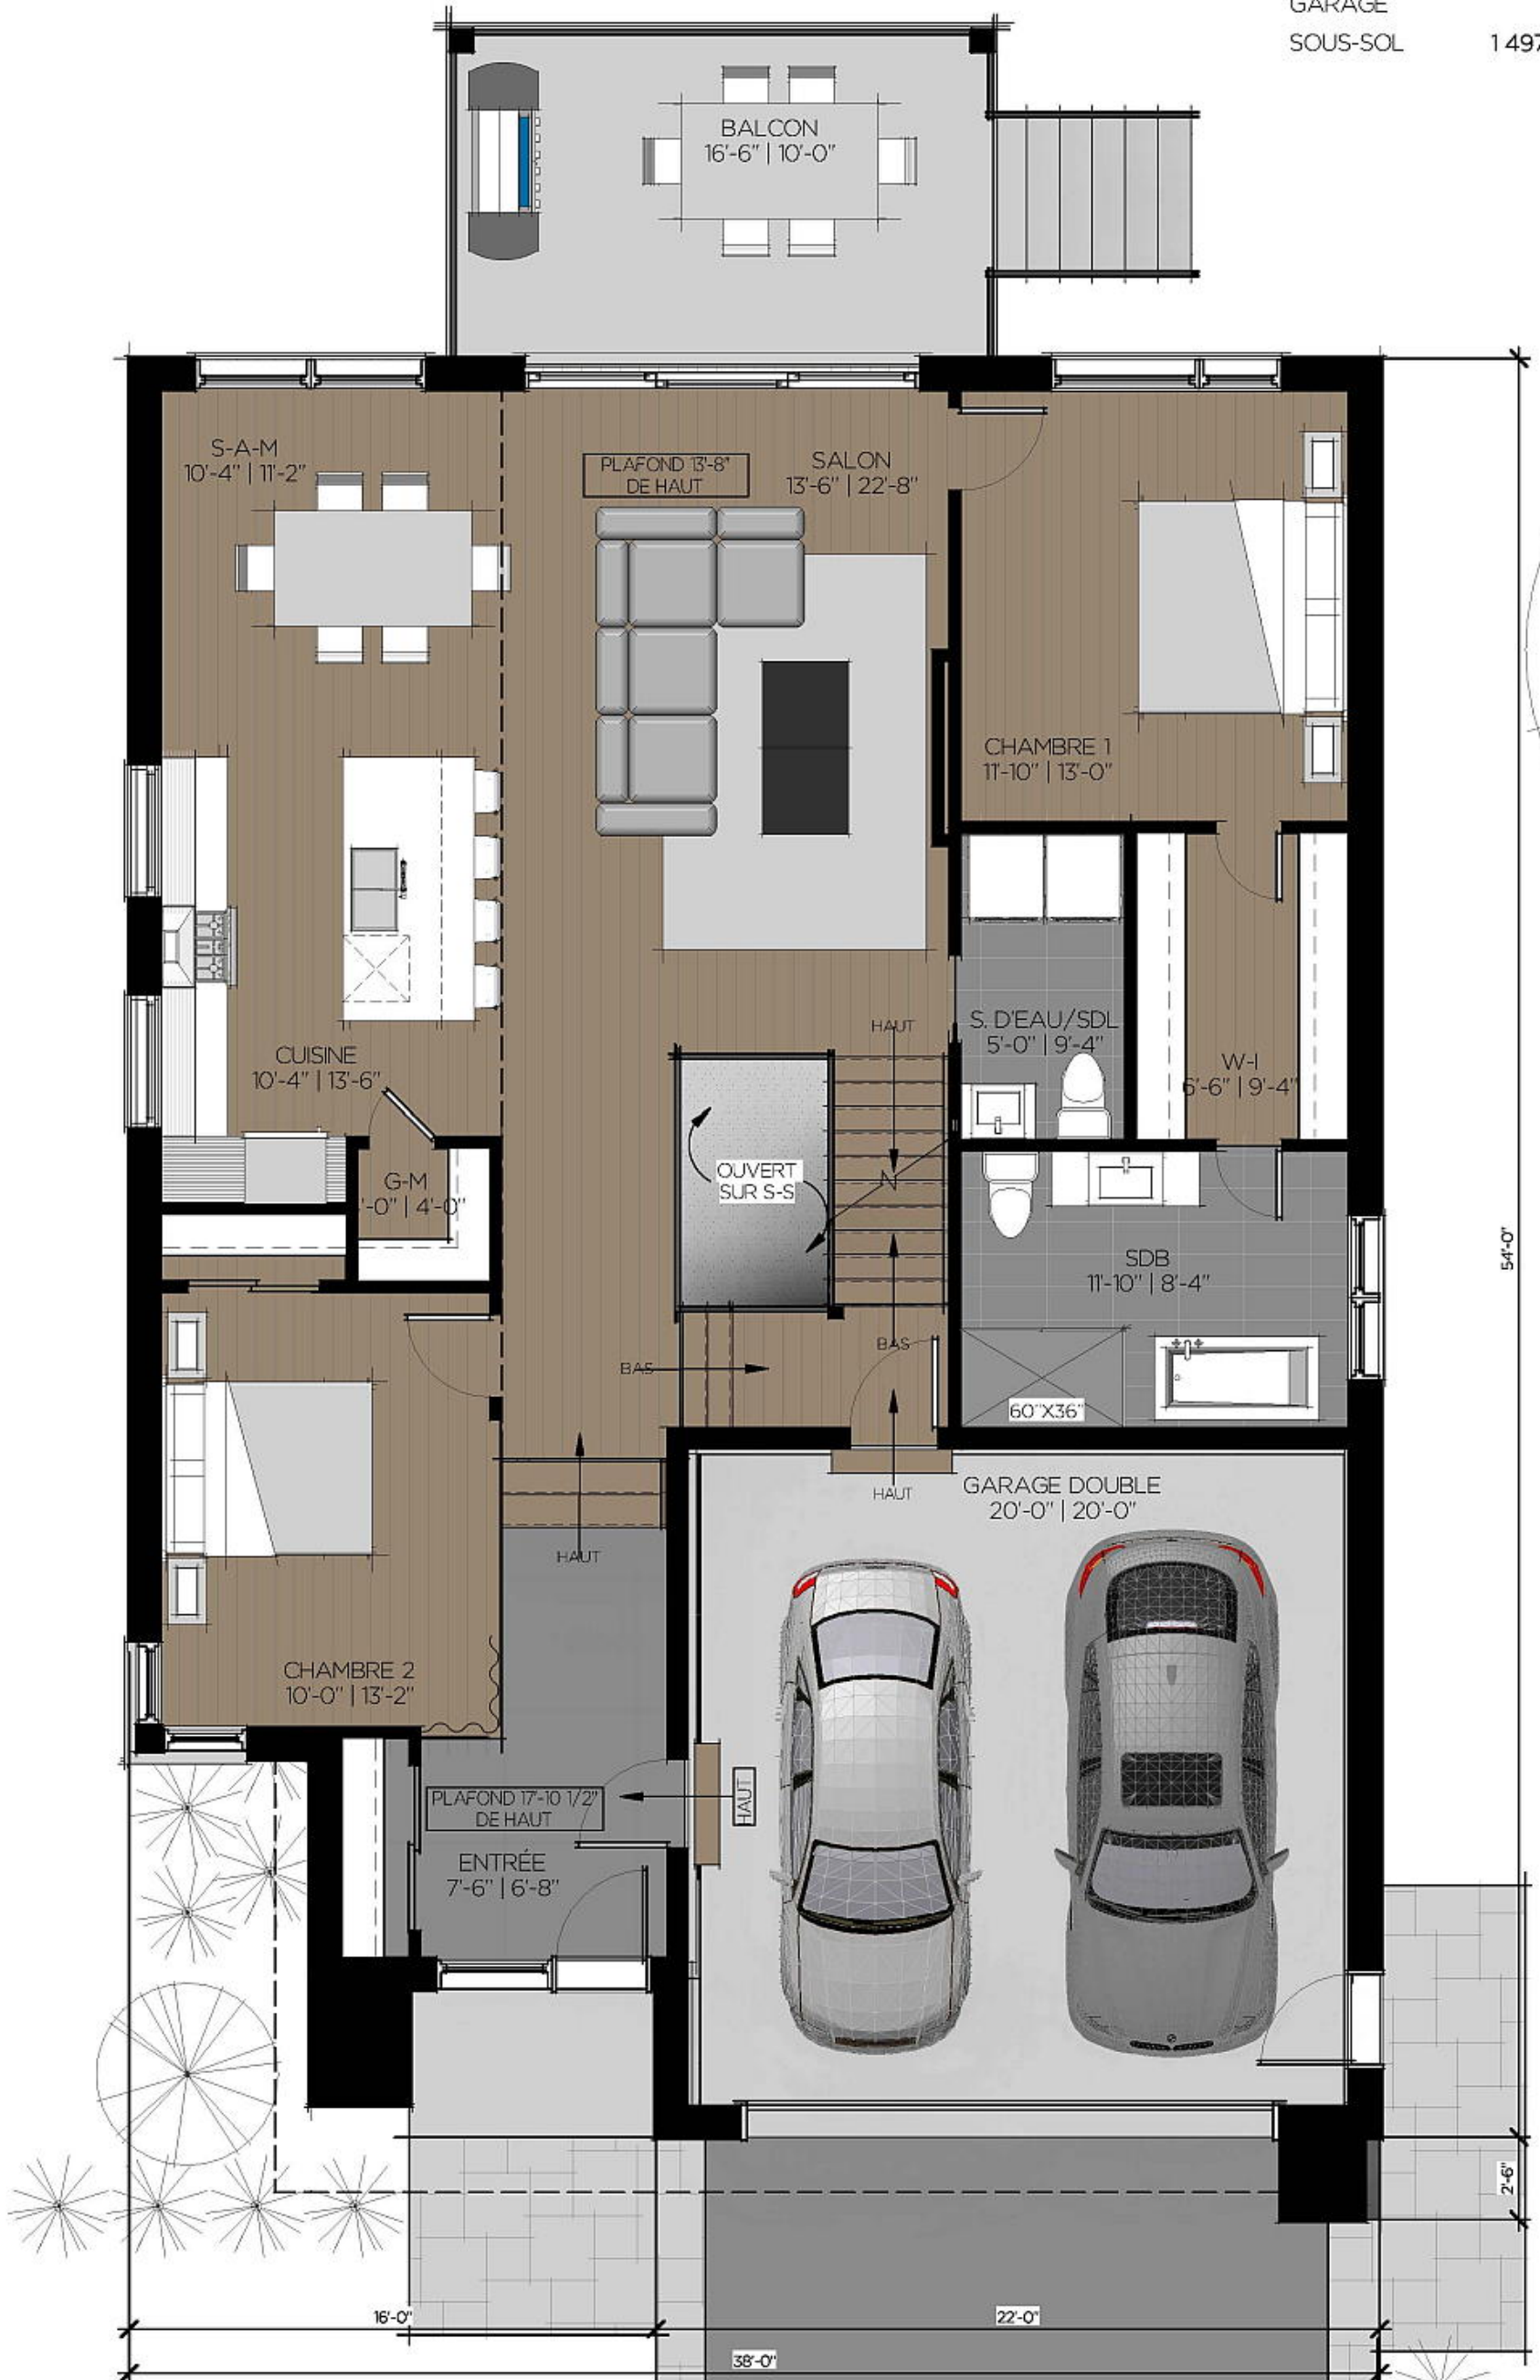 GARAGE
SOUS-SOL
BALCON
16'-6" | 10'-0"
S-A-M
10'-4" | 11'-2"
PLAFOND 13'-8"
DE HAUT
SALON
13'-6" | 22'-8"
CHAMBRE 1
11'-10" | 13'-0"
HAUT
S. D'EAU/SDL
5'-0" | 9'-4"
CUISINE
10'-4" | 13'-6"
W-I
6'-6" | 9'-4"
OUVERT
SUR S-S
N
G-M
'-0" | 4'-0"
SDB
11'-10" | 8'-4"
54'-0"
BAS
BAS
60"X36"
HAUT
GARAGE DOUBLE
20'-0" | 20'-0"
HAUT
CHAMBRE 2
10'-0" | 13'-2"
PLAFOND 17'-10 1/2"
DE HAUT
HAUT
ENTRÉE
7'-6" | 6'-8"
2'-6"
16'-0"
22'-0"
38'-0"